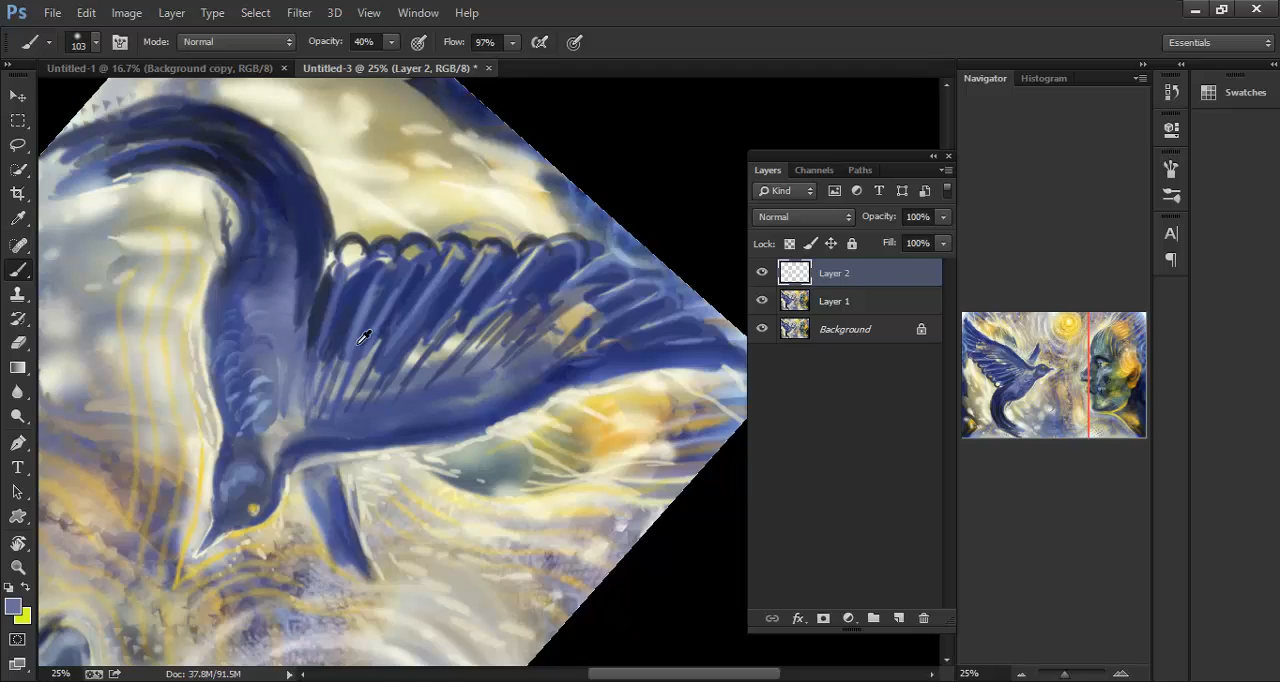 Ps File Edit Image Layer Type Select Filter 3D View Window Help
103 Mode: Normal Opacity: 40% Flow: 97% Essentials
Untitled-1 @ 16.7% (Background copy, RGB/8) × Untitled-3 @ 25% (Layer 2, RGB/8) * ×
Navigator Histogram
Swatches
Layers Channels Paths
Kind
Normal Opacity: 100%
Lock: Fill: 100%
Layer 2
Layer 1
Background
25% Doc: 37.8M/91.5M
25%